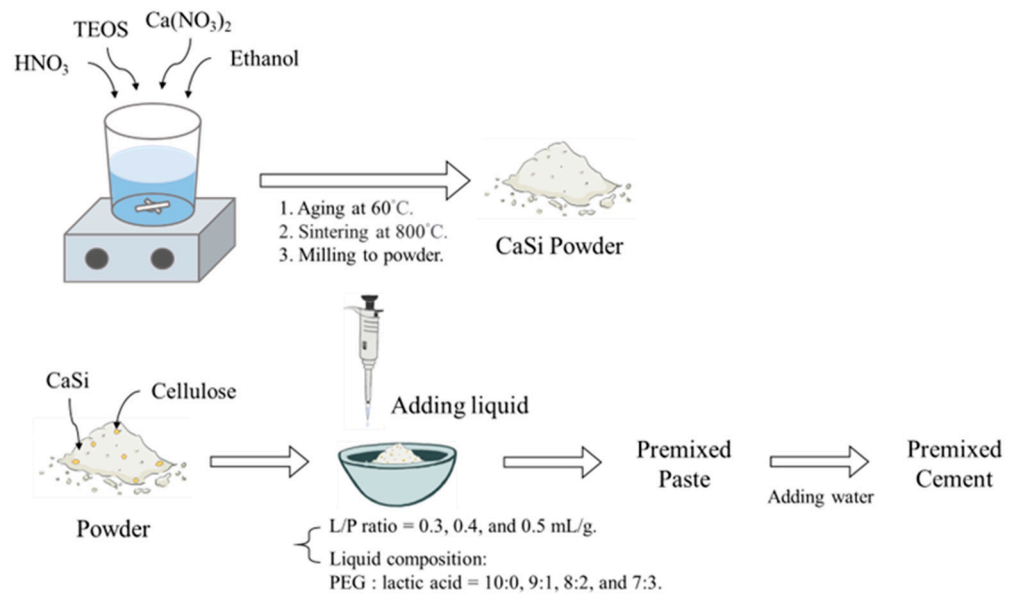 TEOS
Ca(NO₃)₂
HNO₃
Ethanol
1. Aging at 60°C.
2. Sintering at 800°C.
3. Milling to powder.
CaSi Powder
CaSi
Cellulose
Adding liquid
Powder
Premixed
Paste
Adding water
Premixed
Cement
L/P ratio = 0.3, 0.4, and 0.5 mL/g.
Liquid composition:
PEG : lactic acid = 10:0, 9:1, 8:2, and 7:3.